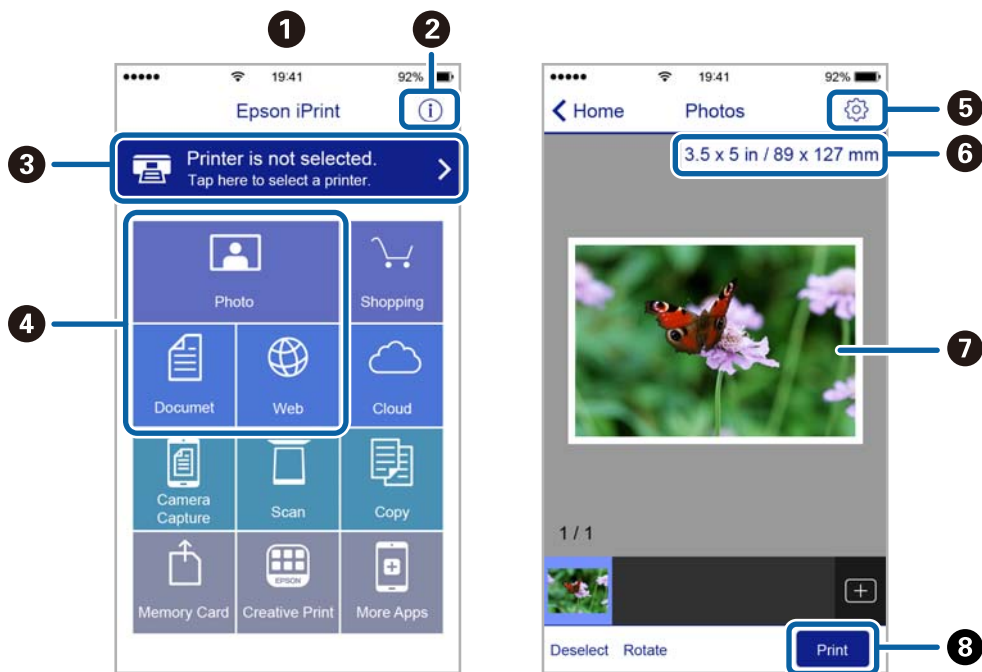 1
2
19:41
92%
Epson iPrint
3
Printer is not selected.
Tap here to select a printer.
4
Photo
Shopping
Documet
Web
Cloud
Camera
Capture
Scan
Copy
EPSON
Memory Card
Creative Print
More Apps
19:41
92%
Home
Photos
5
3.5 x 5 in / 89 x 127 mm
6
7
1 / 1
Deselect
Rotate
Print
8